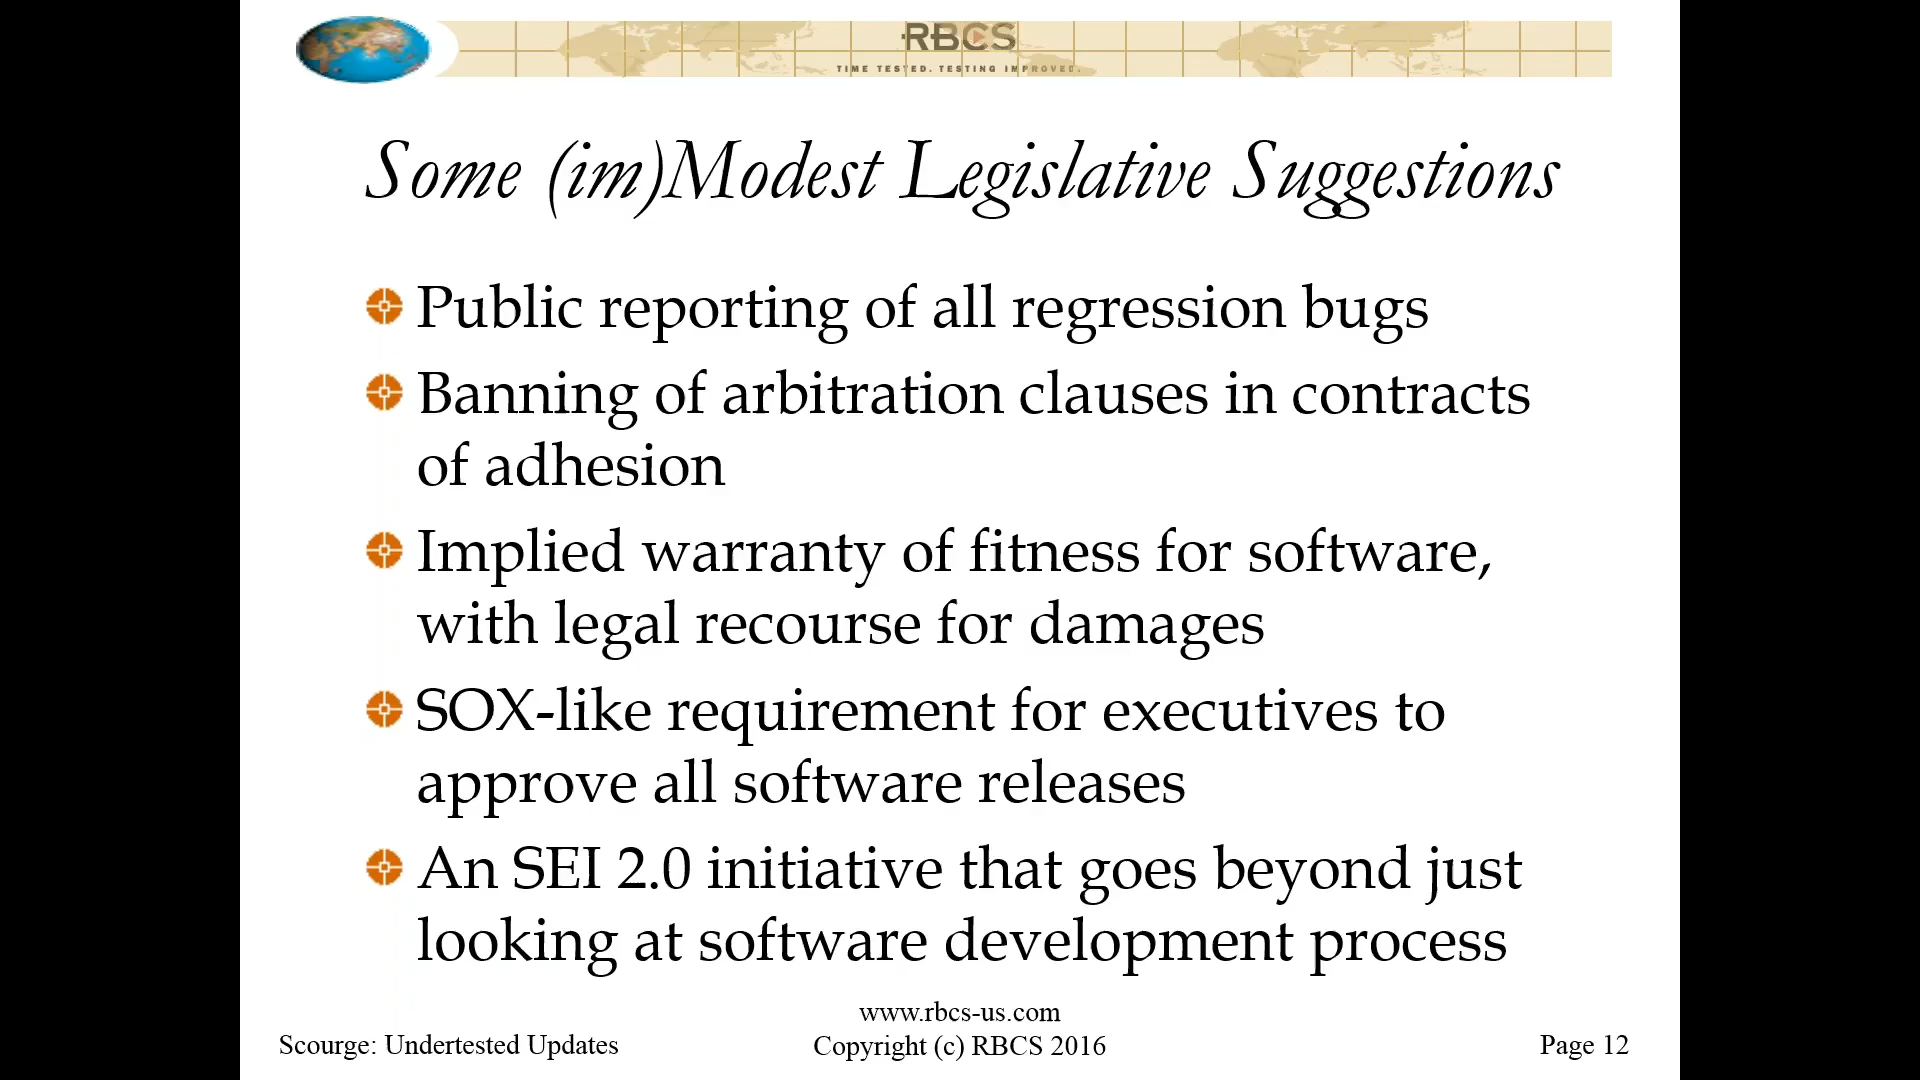 RBCS
TIME TESTED. TESTING IMPROVED.
Some (im)Modest Legislative Suggestions
Public reporting of all regression bugs
Banning of arbitration clauses in contracts
of adhesion
Implied warranty of fitness for software,
with legal recourse for damages
SOX-like requirement for executives to
approve all software releases
An SEI 2.0 initiative that goes beyond just
looking at software development process
www.rbcs-us.com
Scourge: Undertested Updates
Copyright (c) RBCS 2016
Page 12